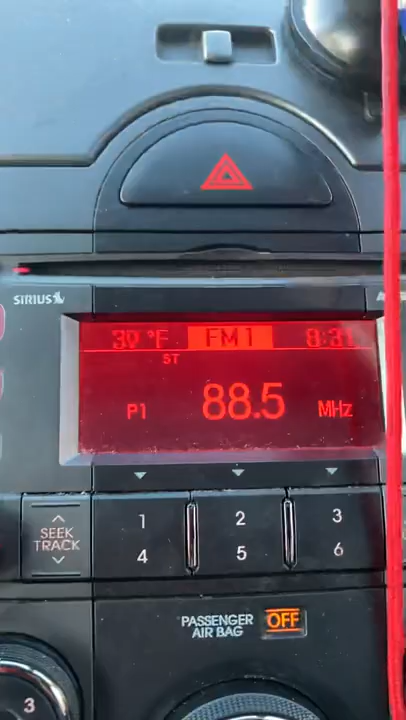 SIRIUS
FM1
ST
P1 88.5 MHz
SEEK
TRACK
1 2 3
4 5 6
PASSENGER
AIR BAG
OFF
3